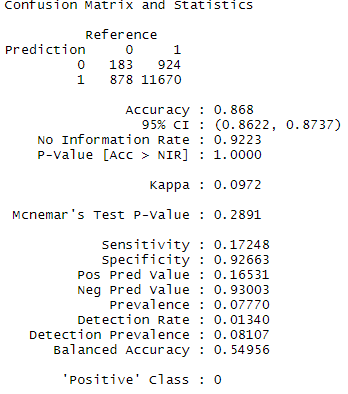 Confusion Matrix and Statistics
Reference
Prediction 0 1
0 183 924
1 878 11670
Accuracy : 0.868
95% CI : (0.8622, 0.8737)
No Information Rate : 0.9223
P-Value [Acc > NIR] : 1.0000
Kappa : 0.0972
Mcnemar's Test P-Value : 0.2891
Sensitivity : 0.17248
Specificity : 0.92663
Pos Pred Value : 0.16531
Neg Pred Value : 0.93003
Prevalence : 0.07770
Detection Rate : 0.01340
Detection Prevalence : 0.08107
Balanced Accuracy : 0.54956
'Positive' Class : 0